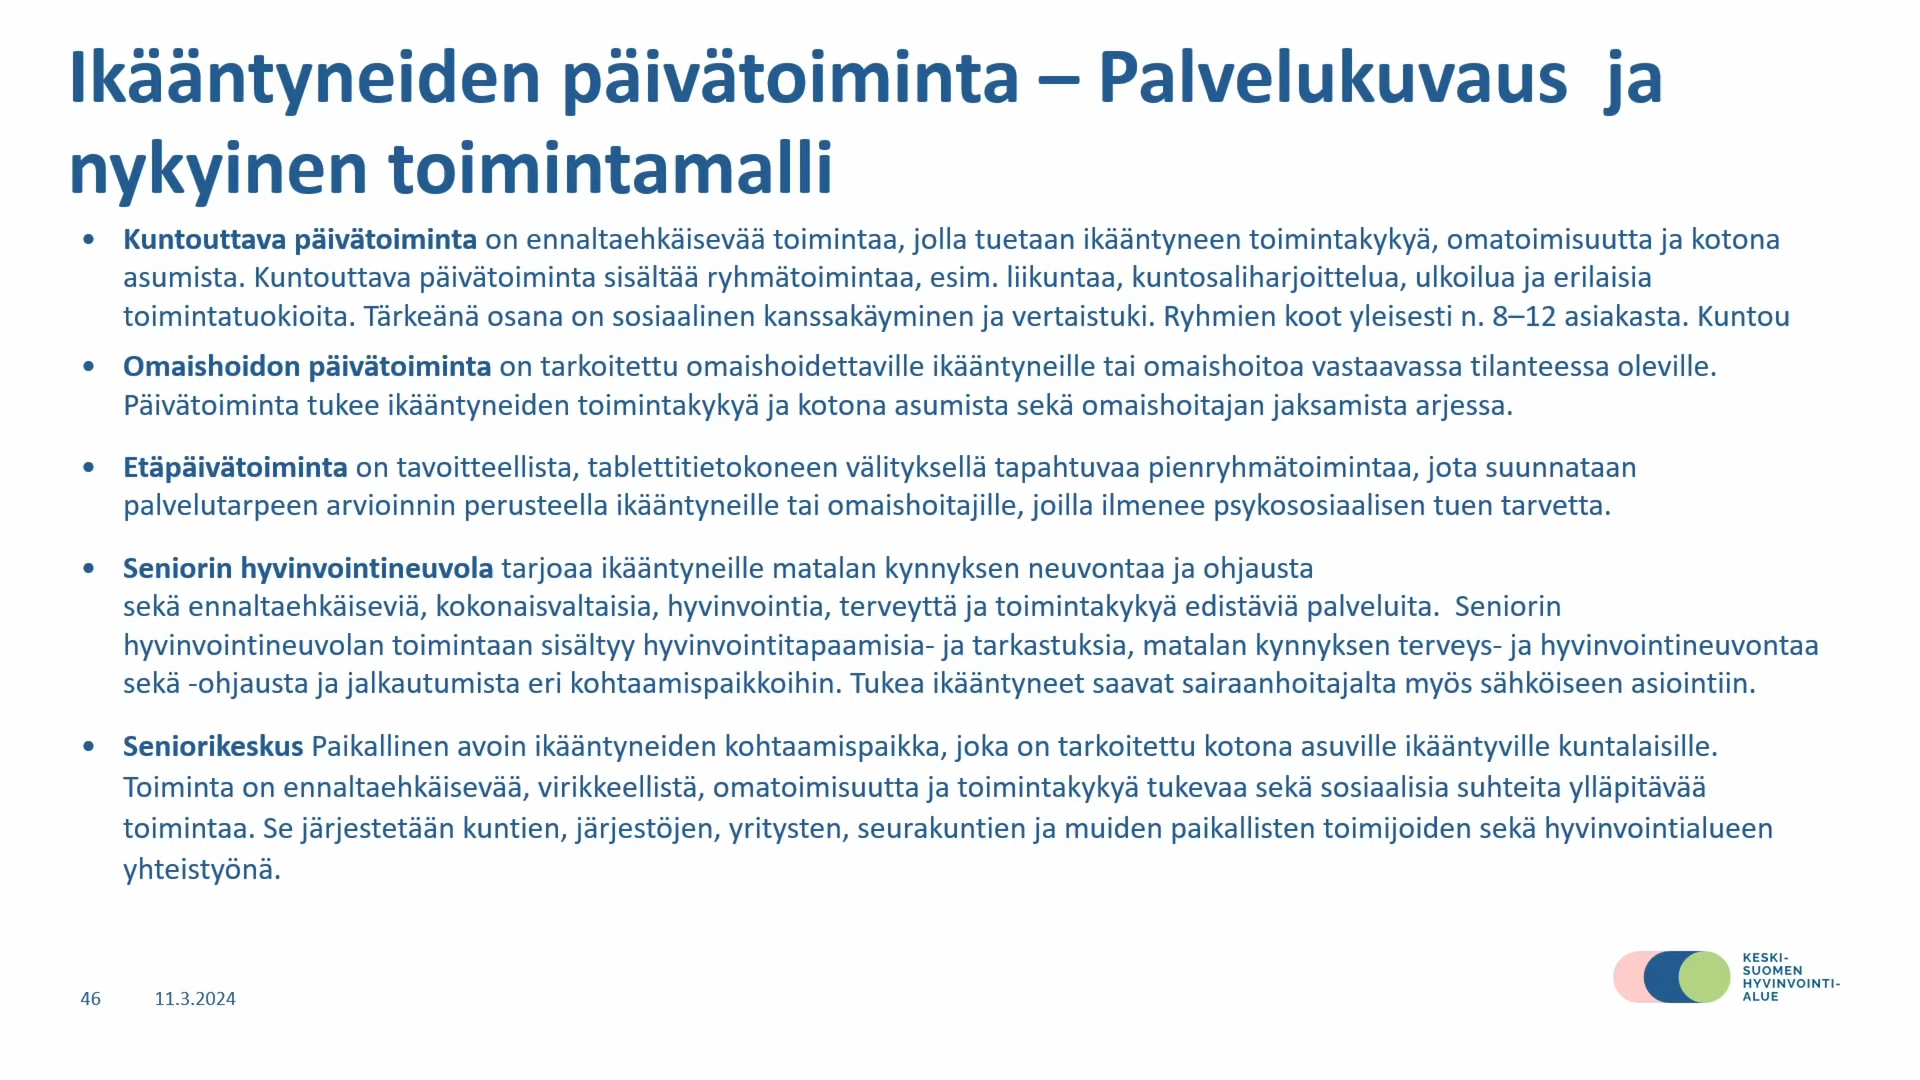 Ikääntyneiden päivätoiminta – Palvelukuvaus  ja
nykyinen toimintamalli
• Kuntouttava päivätoiminta on ennaltaehkäisevää toimintaa, jolla tuetaan ikääntyneen toimintakykyä, omatoimisuutta ja kotona
asumista. Kuntouttava päivätoiminta sisältää ryhmätoimintaa, esim. liikuntaa, kuntosaliharjoittelua, ulkoilua ja erilaisia
toimintatuokioita. Tärkeänä osana on sosiaalinen kanssakäyminen ja vertaistuki. Ryhmien koot yleisesti n. 8–12 asiakasta. Kuntou
• Omaishoidon päivätoiminta on tarkoitettu omaishoidettaville ikääntyneille tai omaishoitoa vastaavassa tilanteessa oleville.
Päivätoiminta tukee ikääntyneiden toimintakykyä ja kotona asumista sekä omaishoitajan jaksamista arjessa.
• Etäpäivätoiminta on tavoitteellista, tablettitietokoneen välityksellä tapahtuvaa pienryhmätoimintaa, jota suunnataan
palvelutarpeen arvioinnin perusteella ikääntyneille tai omaishoitajille, joilla ilmenee psykososiaalisen tuen tarvetta.
• Seniorin hyvinvointineuvola tarjoaa ikääntyneille matalan kynnyksen neuvontaa ja ohjausta
sekä ennaltaehkäiseviä, kokonaisvaltaisia, hyvinvointia, terveyttä ja toimintakykyä edistäviä palveluita.  Seniorin
hyvinvointineuvolan toimintaan sisältyy hyvinvointitapaamisia- ja tarkastuksia, matalan kynnyksen terveys- ja hyvinvointineuvontaa
sekä -ohjausta ja jalkautumista eri kohtaamispaikkoihin. Tukea ikääntyneet saavat sairaanhoitajalta myös sähköiseen asiointiin.
• Seniorikeskus Paikallinen avoin ikääntyneiden kohtaamispaikka, joka on tarkoitettu kotona asuville ikääntyville kuntalaisille.
Toiminta on ennaltaehkäisevää, virikkeellistä, omatoimisuutta ja toimintakykyä tukevaa sekä sosiaalisia suhteita ylläpitävää
toimintaa. Se järjestetään kuntien, järjestöjen, yritysten, seurakuntien ja muiden paikallisten toimijoiden sekä hyvinvointialueen
yhteistyönä.
46 11.3.2024
KESKI-
SUOMEN
HYVINVOINTI-
ALUE